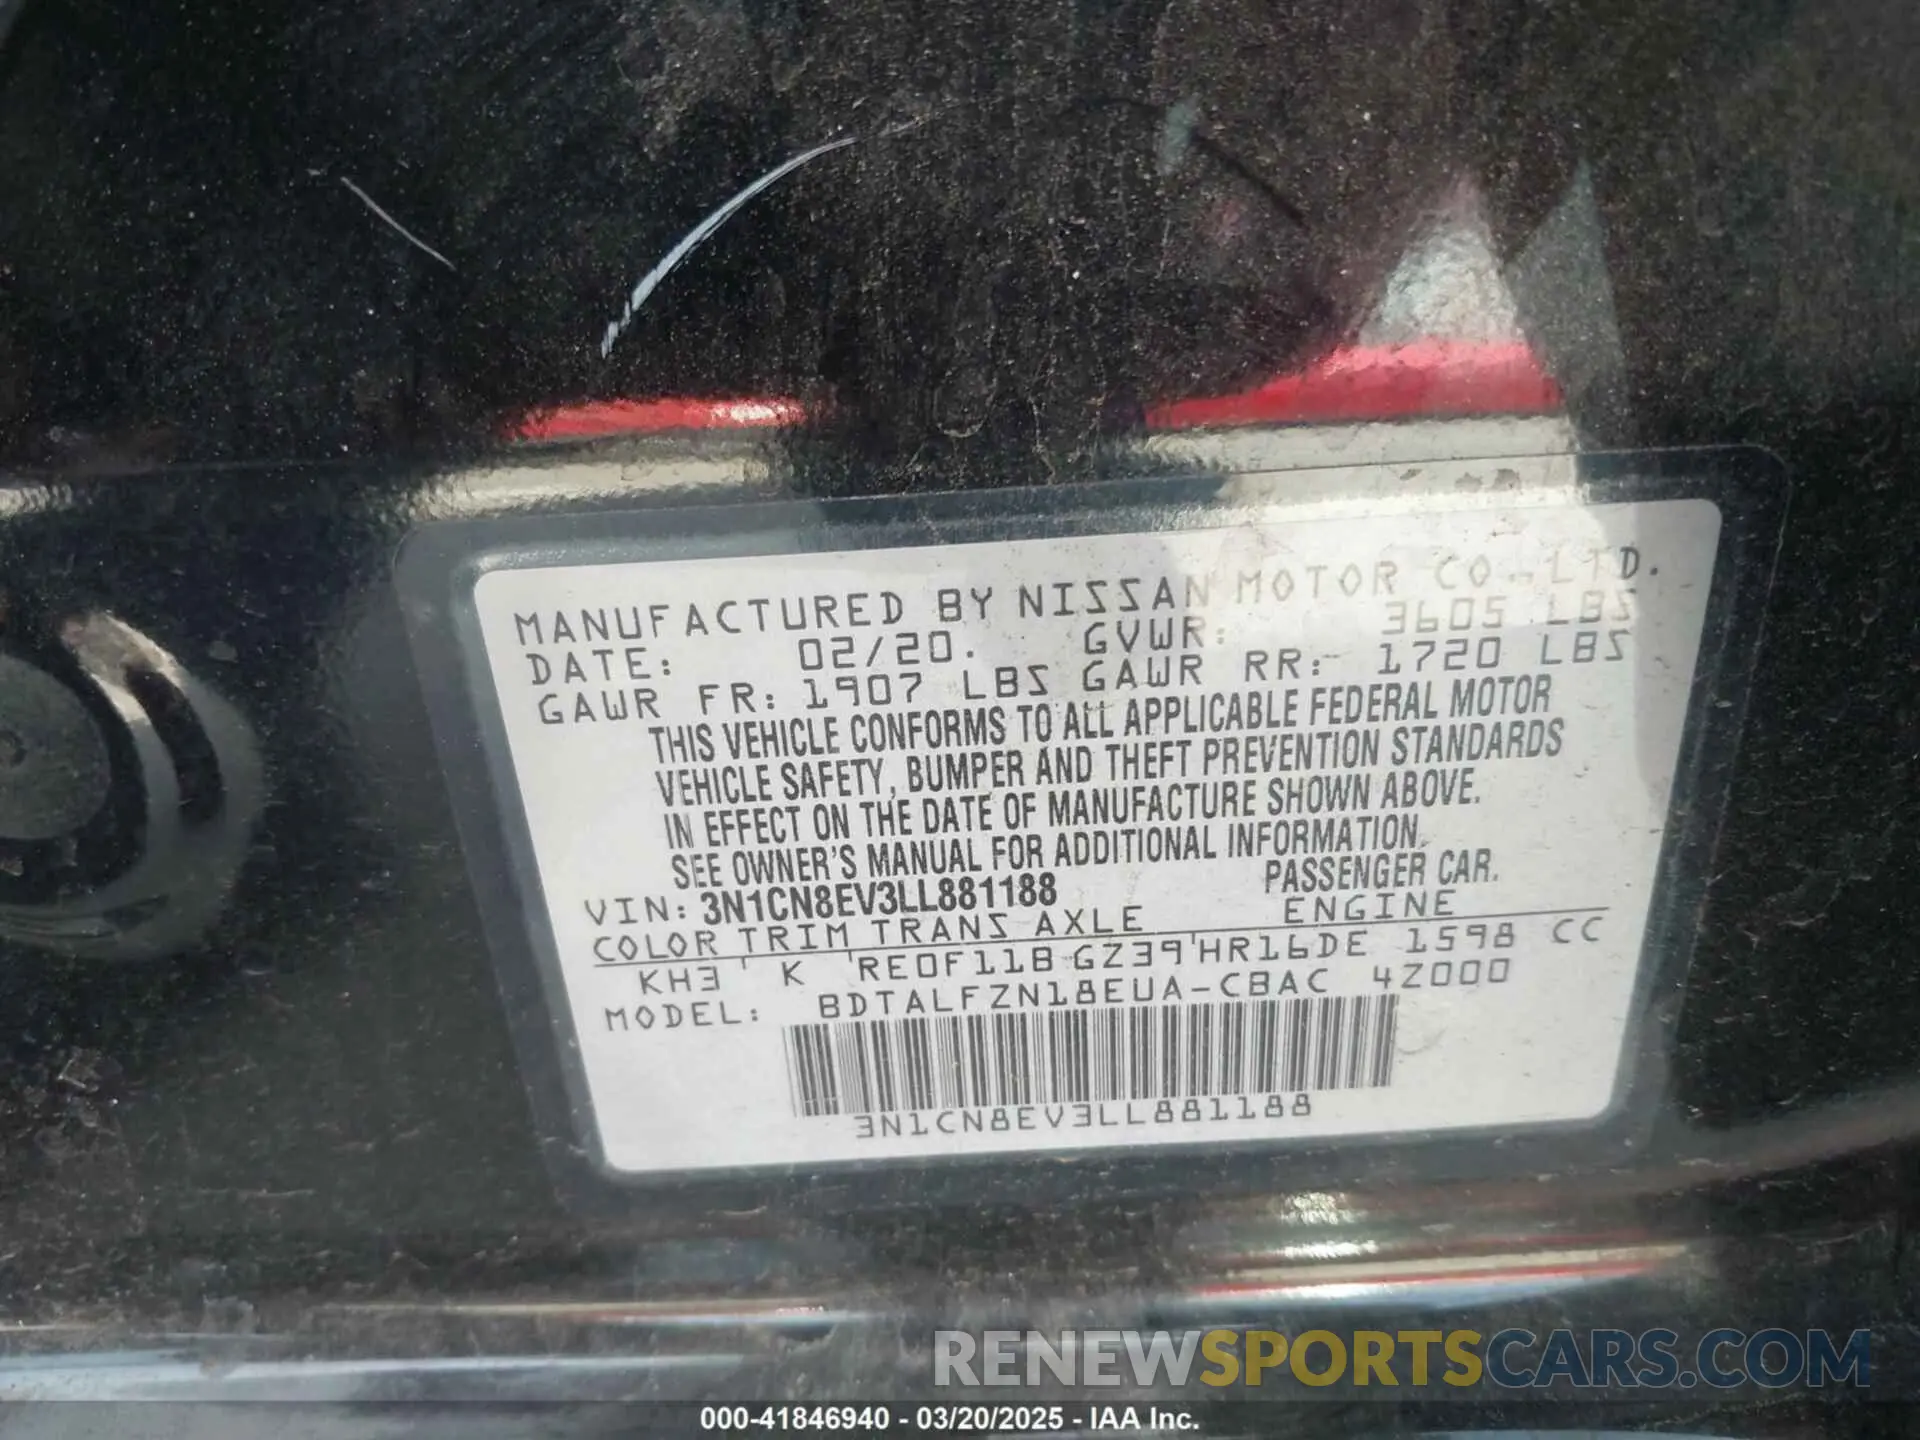 MANUFACTURED BY NISSAN MOTOR CO., LTD.
DATE: 02/20. GVWR: 3605 LBS
GAWR FR: 1907 LBS GAWR RR: 1720 LBS
THIS VEHICLE CONFORMS TO ALL APPLICABLE FEDERAL MOTOR
VEHICLE SAFETY, BUMPER AND THEFT PREVENTION STANDARDS
IN EFFECT ON THE DATE OF MANUFACTURE SHOWN ABOVE.
SEE OWNER'S MANUAL FOR ADDITIONAL INFORMATION.
VIN: 3N1CN8EV3LL881188 PASSENGER CAR.
COLOR TRIM TRANS AXLE ENGINE
KH3 K RE0F11B GZ39 HR16DE 1598 CC
MODEL: BDTALFZN18EUA-CBAC 4Z000
3N1CN8EV3LL881188
RENEWSPORTSCARS.COM
000-41846940 - 03/20/2025 - IAA Inc.